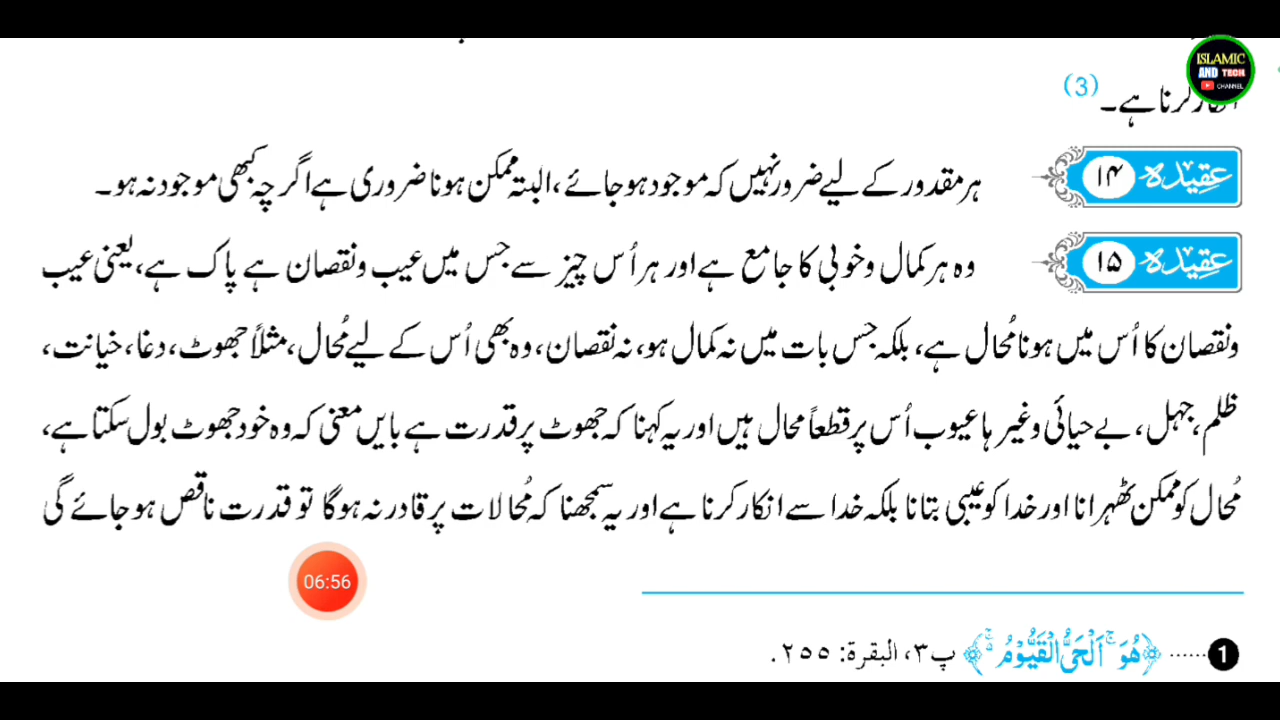 ISLAMIC
AND TECH
CHANNEL
کرنا ہے۔ (3)
عقیدہ ۱۴ ہر مقدور کے لیے ضرور نہیں کہ موجود ہو جائے، البتہ ممکن ہونا ضروری ہے اگرچہ کبھی موجود نہ ہو۔
عقیدہ ۱۵ وہ ہر کمال و خوبی کا جامع ہے اور ہر اُس چیز سے جس میں عیب و نقصان ہے پاک ہے، یعنی عیب
و نقصان کا اُس میں ہونا مُحال ہے، بلکہ جس بات میں نہ کمال ہو، نہ نقصان، وہ بھی اُس کے لیے مُحال، مثلاً جھوٹ، دغا، خیانت،
ظلم، جہل، بے حیائی وغیرہا عیوب اُس پر قطعاً محال ہیں اور یہ کہنا کہ جھوٹ پر قدرت ہے بایں معنی کہ وہ خود جھوٹ بول سکتا ہے،
مُحال کو ممکن ٹھہرانا اور خدا کو عیبی بتانا بلکہ خدا سے انکار کرنا ہے اور یہ سمجھنا کہ مُحالات پر قادر نہ ہوگا تو قدرت ناقص ہو جائے گی
06:56
1 ...... ﴿هُوَ ۚ اَلْحَیُّ الْقَیُّوْمُ ۚ﴾ پ ۳، البقرۃ: ۲۵۵.